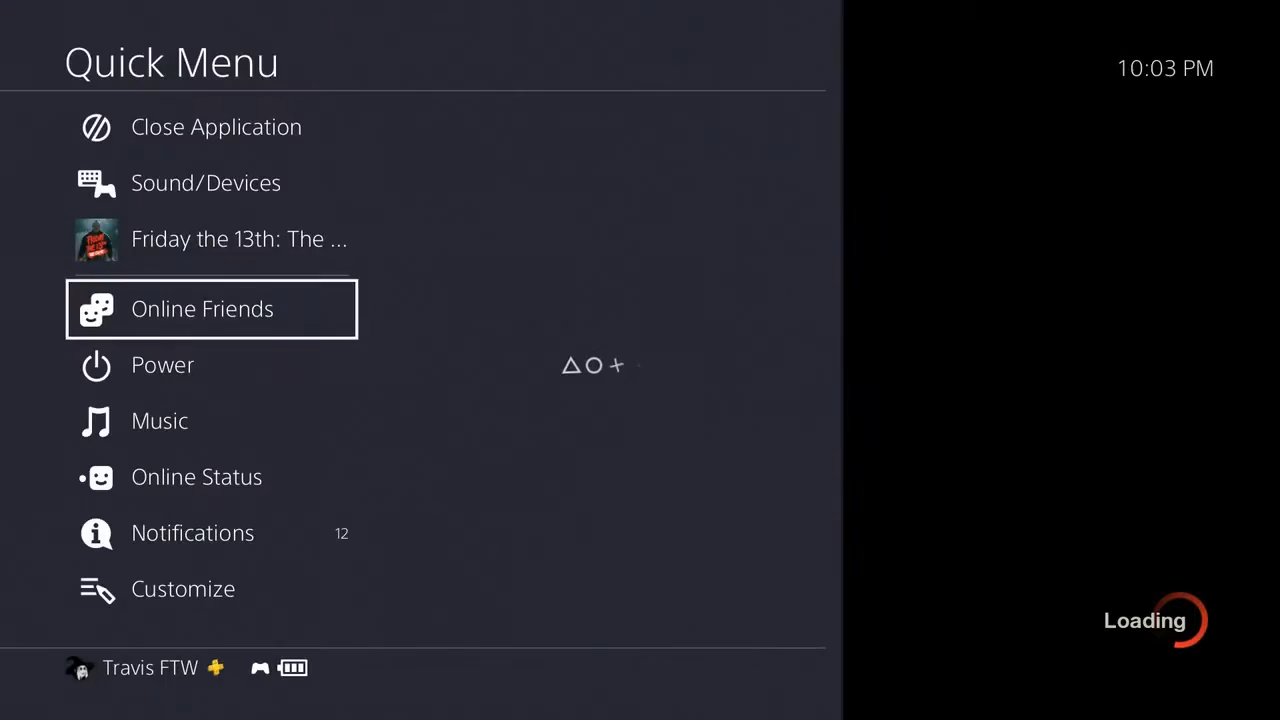 Quick Menu
10:03 PM
Close Application
Sound/Devices
Friday the 13th: The ...
Online Friends
Power
Music
Online Status
Notifications 12
Customize
Loading
Travis FTW